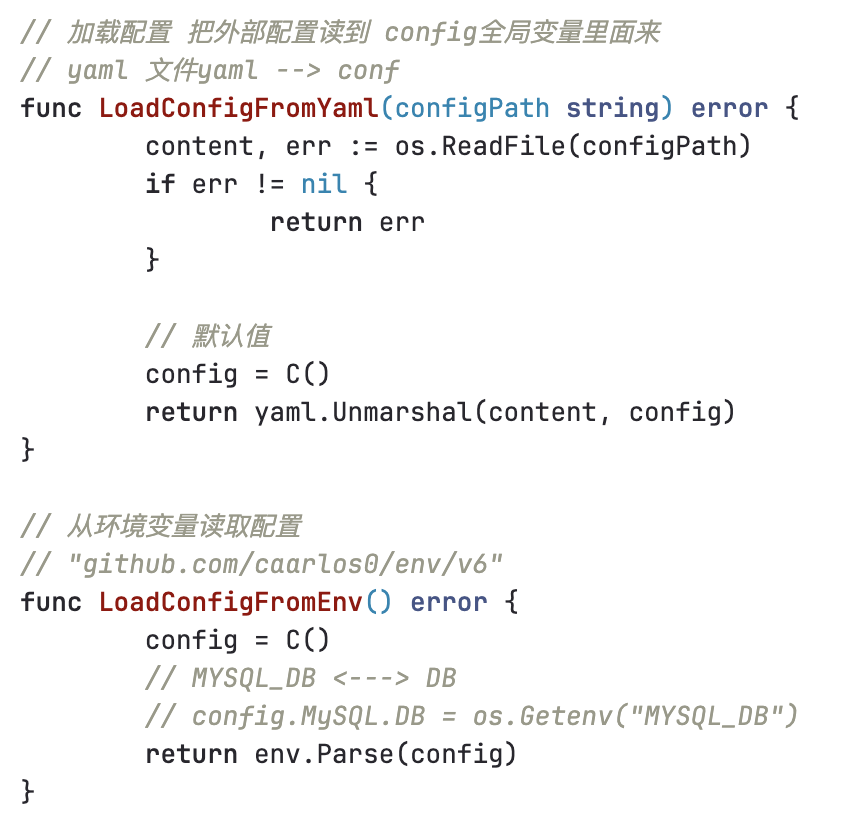 // 加载配置 把外部配置读到 config全局变量里面来
// yaml 文件yaml --> conf
func LoadConfigFromYaml(configPath string) error {
        content, err := os.ReadFile(configPath)
        if err != nil {
                return err
        }

        // 默认值
        config = C()
        return yaml.Unmarshal(content, config)
}

// 从环境变量读取配置
// "github.com/caarlos0/env/v6"
func LoadConfigFromEnv() error {
        config = C()
        // MYSQL_DB <---> DB
        // config.MySQL.DB = os.Getenv("MYSQL_DB")
        return env.Parse(config)
}